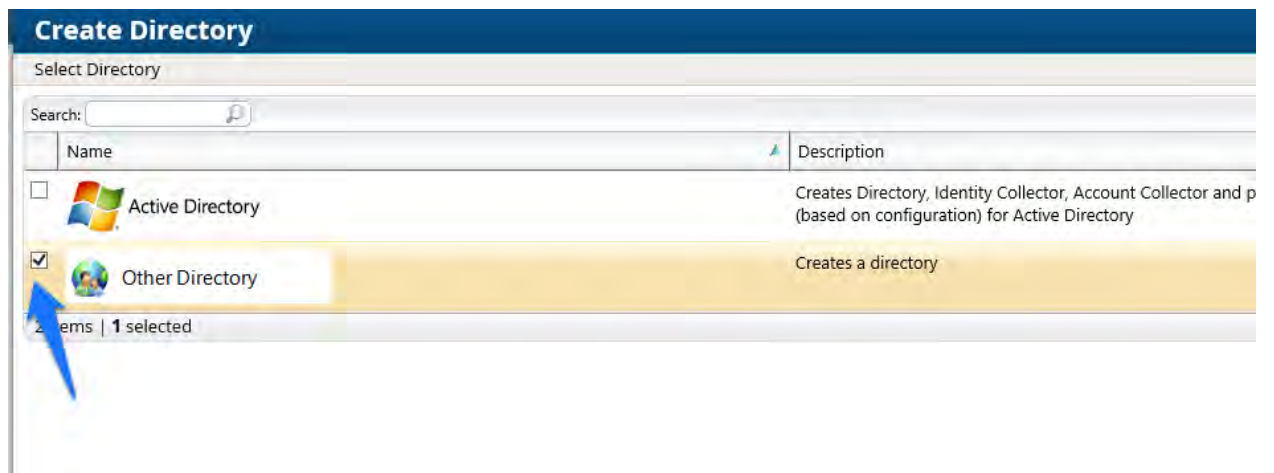 Create Directory
Select Directory
Search:
Name Description
Active Directory Creates Directory, Identity Collector, Account Collector and
(based on configuration) for Active Directory
Other Directory Creates a directory
2 | 1 selected